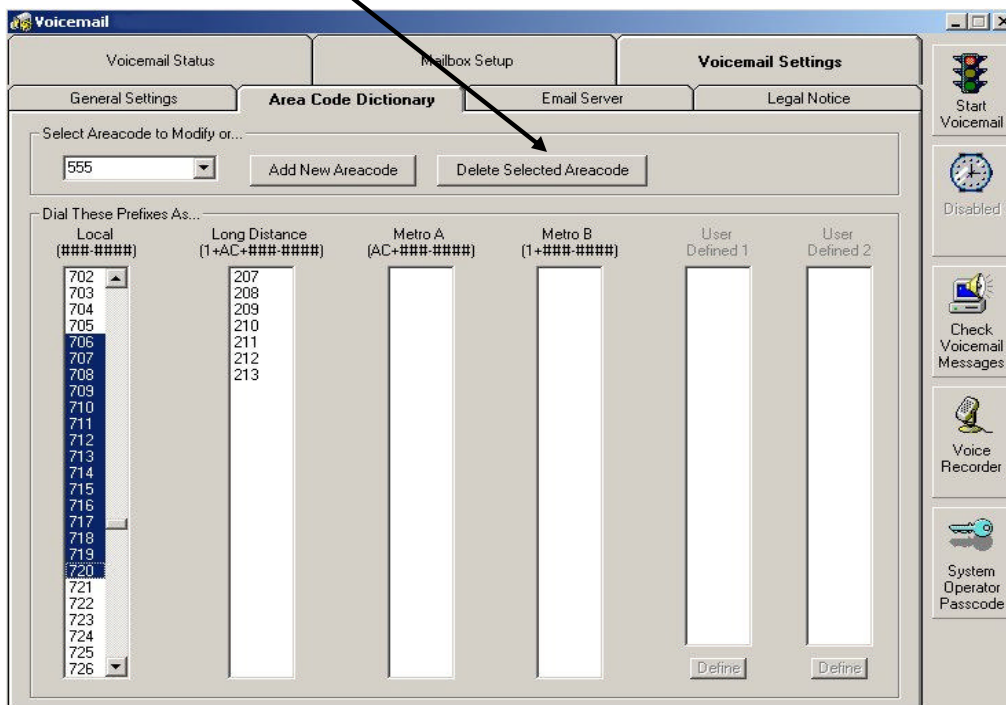 Voicemail
Voicemail Status
Mailbox Setup
Voicemail Settings
General Settings
Area Code Dictionary
Email Server
Legal Notice
Select Areacode to Modify or...
555
Add New Areacode
Delete Selected Areacode
Dial These Prefixes As...
Local
(###-####)
Long Distance
(1+AC+###-####)
Metro A
(AC+###-####)
Metro B
(1+###-####)
User
Defined 1
User
Defined 2
702
703
704
705
706
707
708
709
710
711
712
713
714
715
716
717
718
719
720
721
722
723
724
725
726
207
208
209
210
211
212
213
Define
Define
Start
Voicemail
Disabled
Check
Voicemail
Messages
Voice
Recorder
System
Operator
Passcode